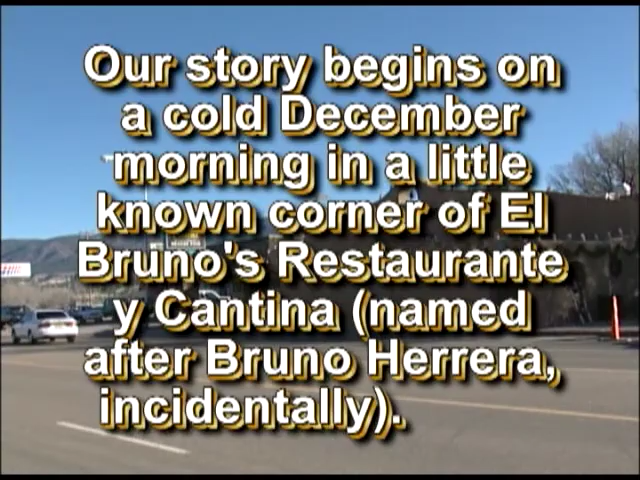 Our story begins on
a cold December
morning in a little
known corner of El
Bruno's Restaurante
y Cantina (named
after Bruno Herrera,
incidentally).